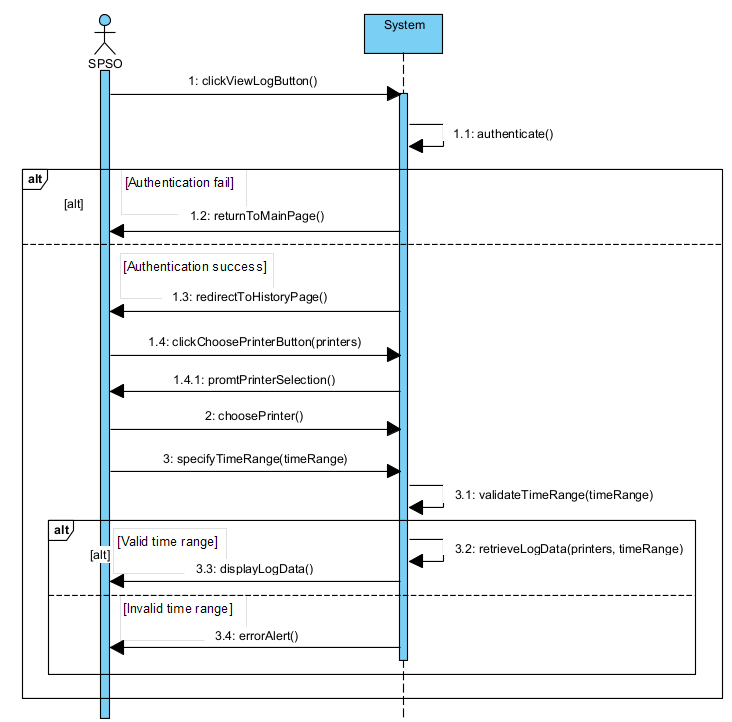 System
SPSO
1: clickViewLogButton()
1.1: authenticate()
alt
[Authentication fail]
[alt]
1.2: returnToMainPage()
[Authentication success]
1.3: redirectToHistoryPage()
1.4: clickChoosePrinterButton(printers)
1.4.1: promtPrinterSelection()
2: choosePrinter()
3: specifyTimeRange(timeRange)
3.1: validateTimeRange(timeRange)
alt
[Valid time range]
[alt]
3.2: retrieveLogData(printers, timeRange)
3.3: displayLogData()
[Invalid time range]
3.4: errorAlert()